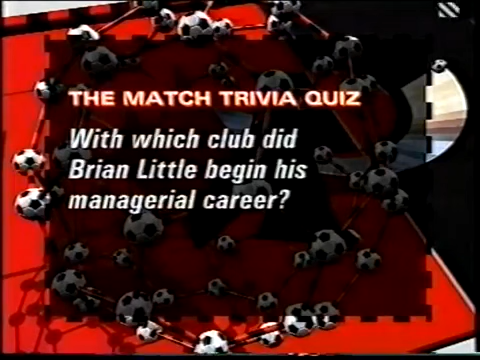 THE MATCH TRIVIA QUIZ
With which club did
Brian Little begin his
managerial career?